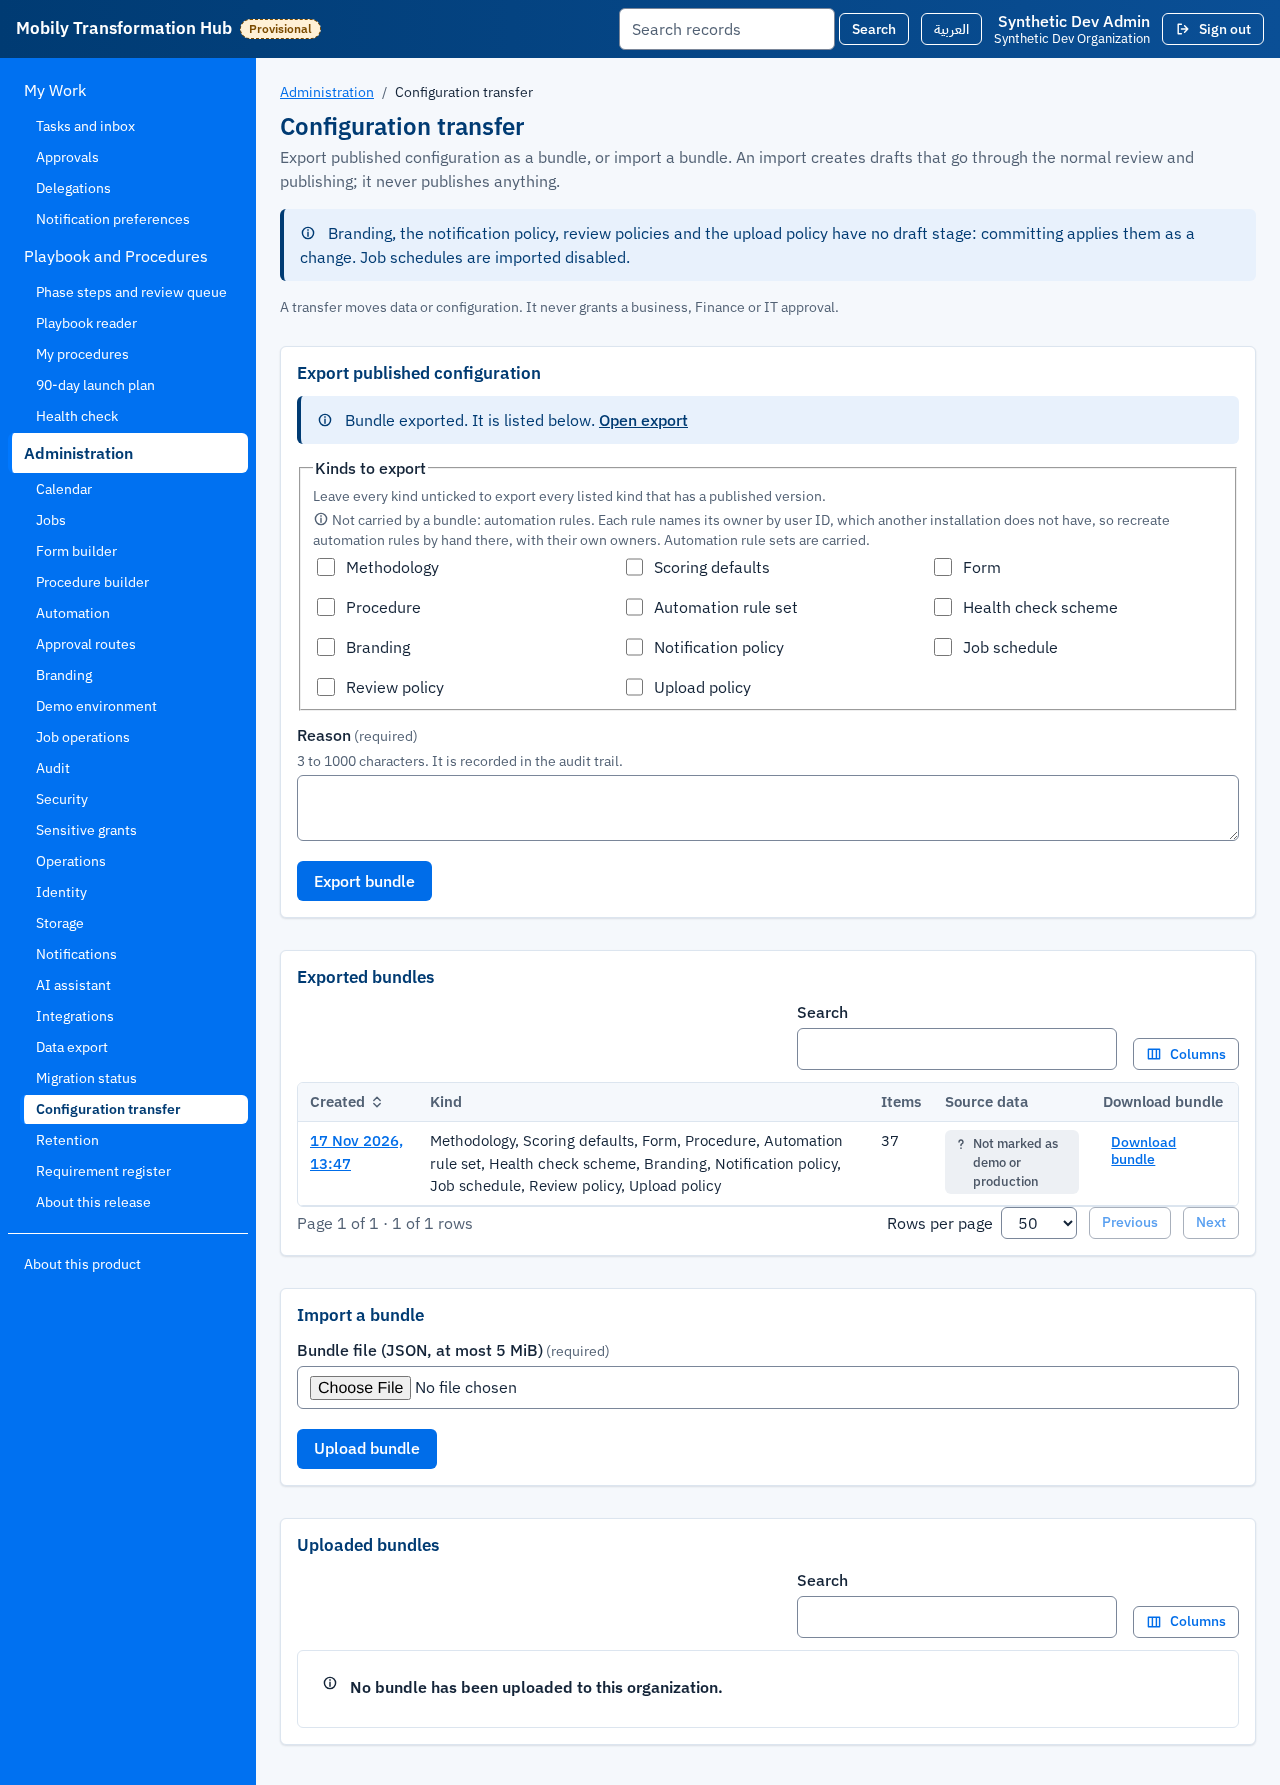 Mobily Transformation Hub Provisional Search records Search العربية Synthetic Dev Admin Sign out
Synthetic Dev Organization
My Work
Tasks and inbox
Approvals
Delegations
Notification preferences
Playbook and Procedures
Phase steps and review queue
Playbook reader
My procedures
90-day launch plan
Health check
Administration
Calendar
Jobs
Form builder
Procedure builder
Automation
Approval routes
Branding
Demo environment
Job operations
Audit
Security
Sensitive grants
Operations
Identity
Storage
Notifications
AI assistant
Integrations
Data export
Migration status
Configuration transfer
Retention
Requirement register
About this release
About this product
Administration / Configuration transfer
Configuration transfer
Export published configuration as a bundle, or import a bundle. An import creates drafts that go through the normal review and
publishing; it never publishes anything.
Branding, the notification policy, review policies and the upload policy have no draft stage: committing applies them as a
change. Job schedules are imported disabled.
A transfer moves data or configuration. It never grants a business, Finance or IT approval.
Export published configuration
Bundle exported. It is listed below. Open export
Kinds to export
Leave every kind unticked to export every listed kind that has a published version.
Not carried by a bundle: automation rules. Each rule names its owner by user ID, which another installation does not have, so recreate
automation rules by hand there, with their own owners. Automation rule sets are carried.
Methodology Scoring defaults Form
Procedure Automation rule set Health check scheme
Branding Notification policy Job schedule
Review policy Upload policy
Reason (required)
3 to 1000 characters. It is recorded in the audit trail.
Export bundle
Exported bundles
Search
Columns
Created Kind Items Source data Download bundle
17 Nov 2026, Methodology, Scoring defaults, Form, Procedure, Automation 37 ? Not marked as Download
13:47 rule set, Health check scheme, Branding, Notification policy, demo or bundle
Job schedule, Review policy, Upload policy production
Page 1 of 1 · 1 of 1 rows Rows per page 50 Previous Next
Import a bundle
Bundle file (JSON, at most 5 MiB) (required)
Choose File No file chosen
Upload bundle
Uploaded bundles
Search
Columns
No bundle has been uploaded to this organization.